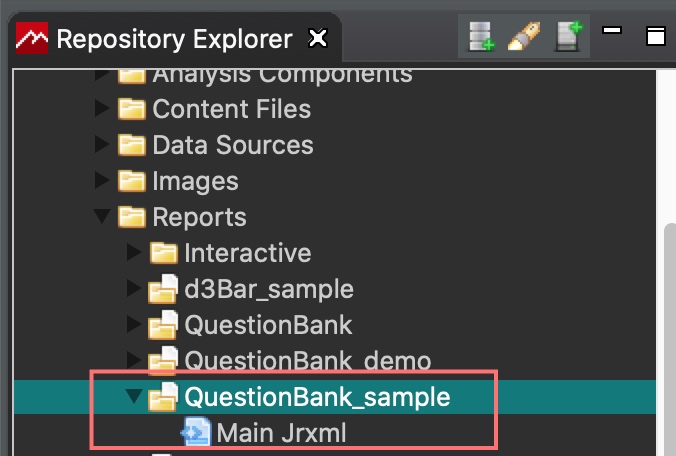 Repository Explorer
Analysis Components
Content Files
Data Sources
Images
Reports
Interactive
d3Bar_sample
QuestionBank
QuestionBank_demo
QuestionBank_sample
Main Jrxml